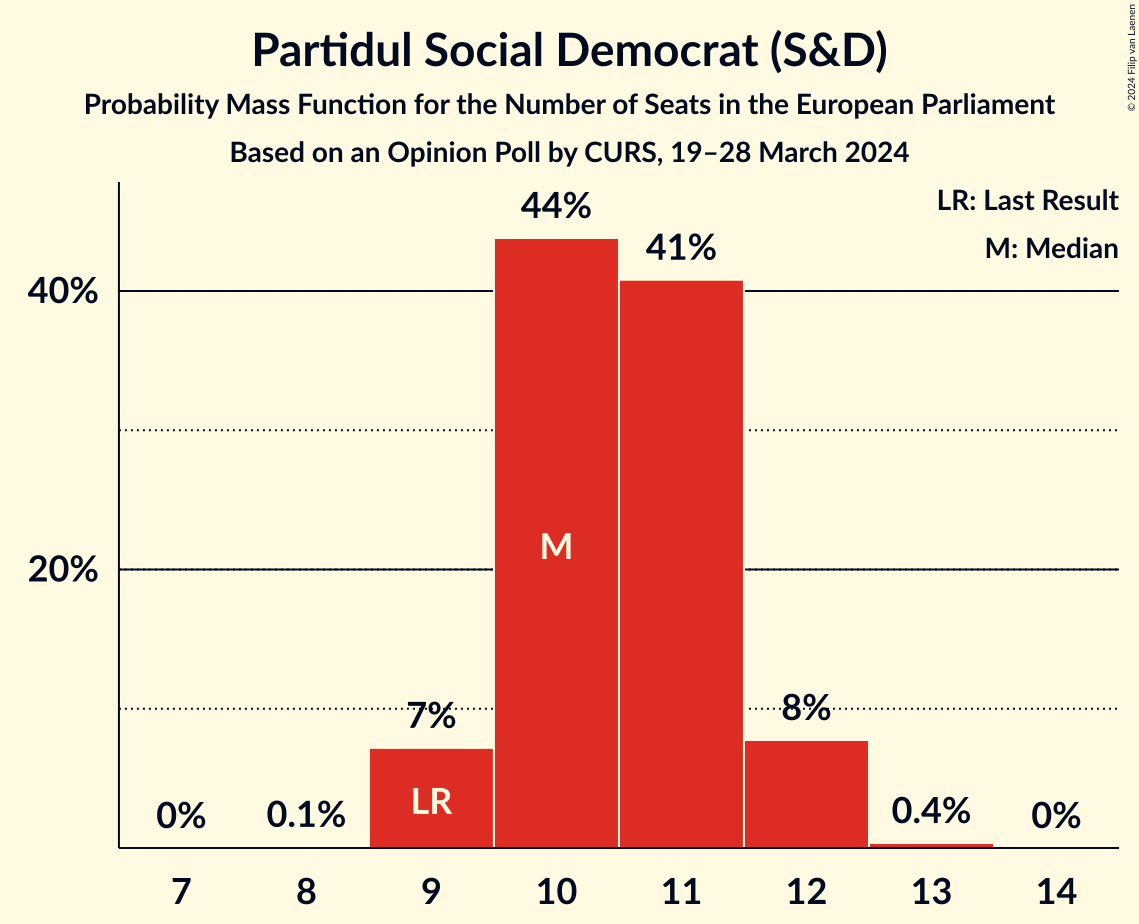 Partidul Social Democrat (S&D)
Probability Mass Function for the Number of Seats in the European Parliament
Based on an Opinion Poll by CURS, 19–28 March 2024
© 2024 Filip van Laenen
LR: Last Result
M: Median
44%
41%
40%
M
20%
7%
8%
LR
0%
0.1%
0.4%
0%
7 8 9 10 11 12 13 14